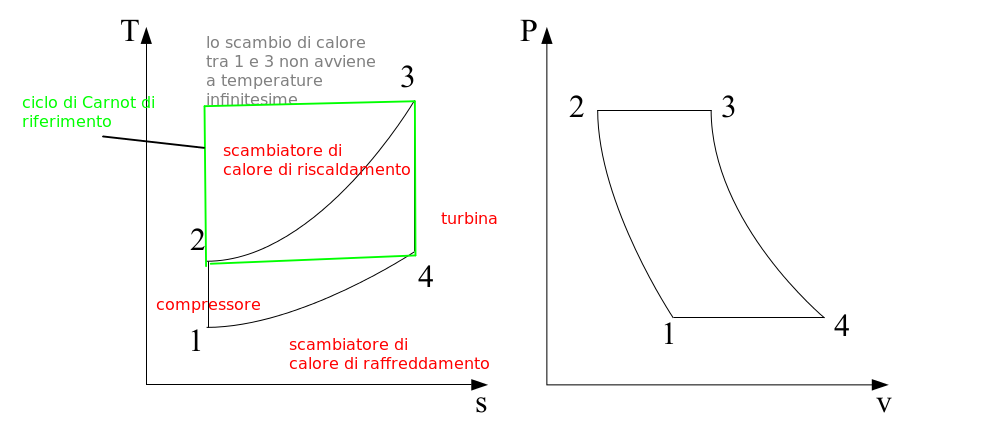 T
lo scambio di calore
tra 1 e 3 non avviene
a temperature
infinitesime
3
ciclo di Carnot di
riferimento
scambiatore di
calore di riscaldamento
turbina
2
4
compressore
1
scambiatore di
calore di raffreddamento
s
P
2
3
1
4
v